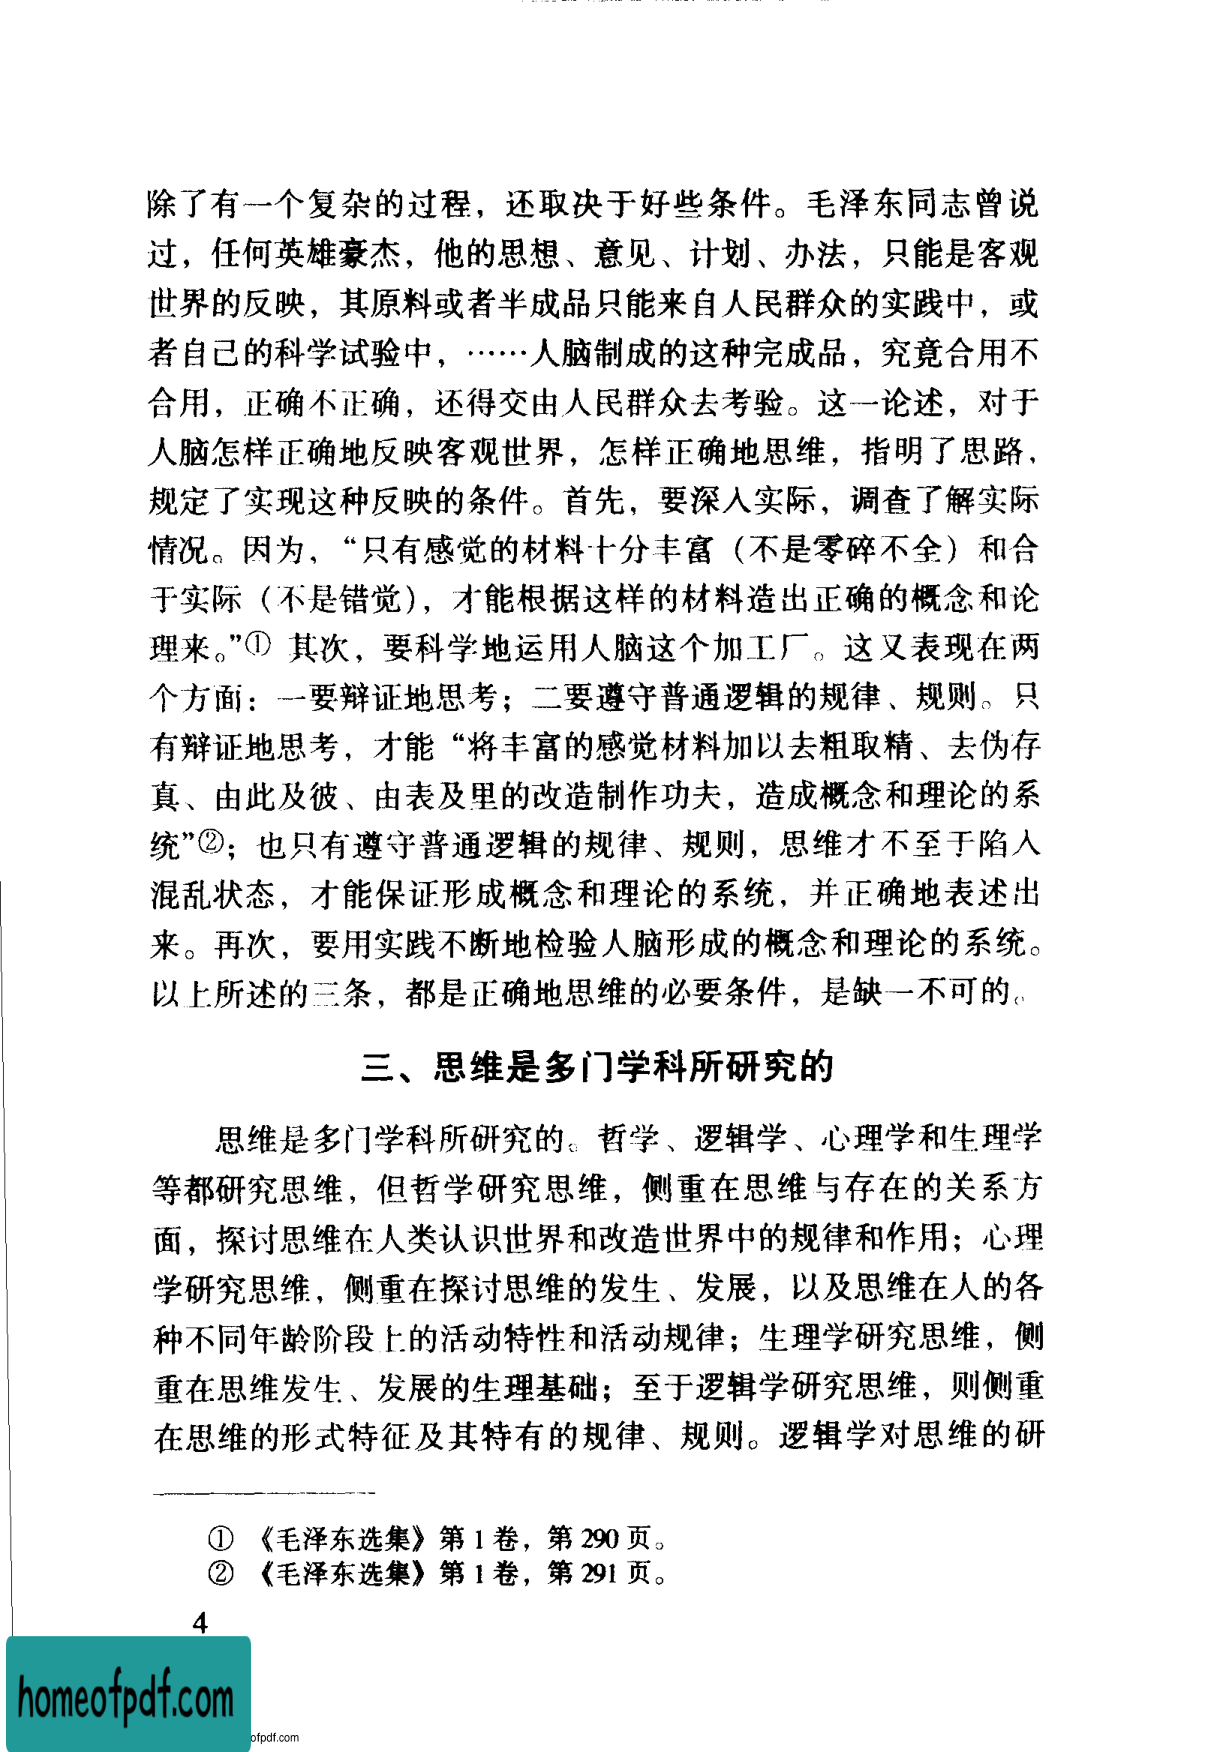 除了有一个复杂的过程，还取决于好些条件。毛泽东同志曾说
过，任何英雄豪杰，他的思想、意见、计划、办法，只能是客观
世界的反映，其原料或者半成品只能来自人民群众的实践中，或
者自己的科学试验中，……人脑制成的这种完成品，究竟合用不
合用，正确不正确，还得交由人民群众去考验。这一论述，对于
人脑怎样正确地反映客观世界，怎样正确地思维，指明了思路，
规定了实现这种反映的条件。首先，要深入实际，调查了解实际
情况。因为，“只有感觉的材料十分丰富（不是零碎不全）和合
于实际（不是错觉），才能根据这样的材料造出正确的概念和论
理来。”① 其次，要科学地运用人脑这个加工厂。这又表现在两
个方面：一要辩证地思考；二要遵守普通逻辑的规律、规则。只
有辩证地思考，才能“将丰富的感觉材料加以去粗取精、去伪存
真、由此及彼、由表及里的改造制作功夫，造成概念和理论的系
统”②；也只有遵守普通逻辑的规律、规则，思维才不至于陷入
混乱状态，才能保证形成概念和理论的系统，并正确地表述出
来。再次，要用实践不断地检验人脑形成的概念和理论的系统。
以上所述的三条，都是正确地思维的必要条件，是缺一不可的。
三、思维是多门学科所研究的
思维是多门学科所研究的。哲学、逻辑学、心理学和生理学
等都研究思维，但哲学研究思维，侧重在思维与存在的关系方
面，探讨思维在人类认识世界和改造世界中的规律和作用；心理
学研究思维，侧重在探讨思维的发生、发展，以及思维在人的各
种不同年龄阶段上的活动特性和活动规律；生理学研究思维，侧
重在思维发生、发展的生理基础；至于逻辑学研究思维，则侧重
在思维的形式特征及其特有的规律、规则。逻辑学对思维的研
① 《毛泽东选集》第1卷，第290页。
② 《毛泽东选集》第1卷，第291页。
4
homeofpdf.com
ofpdf.com